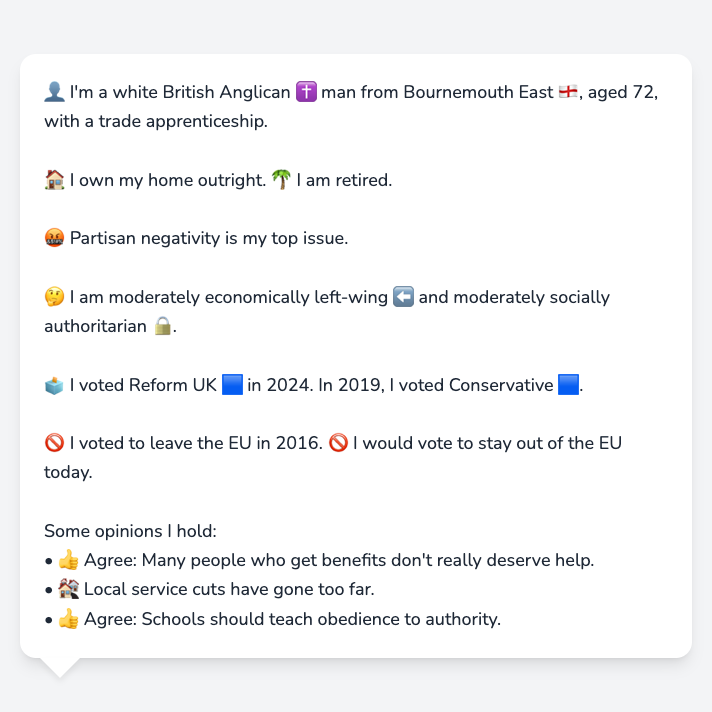 👤 I'm a white British Anglican ✝️ man from Bournemouth East 🏴󠁧󠁢󠁥󠁮󠁧󠁿, aged 72,
with a trade apprenticeship.
🏠 I own my home outright. 🌴 I am retired.
🤬 Partisan negativity is my top issue.
🤔 I am moderately economically left-wing ⬅️ and moderately socially
authoritarian 🔒.
🗳️ I voted Reform UK 🟦 in 2024. In 2019, I voted Conservative 🟦.
🚫 I voted to leave the EU in 2016. 🚫 I would vote to stay out of the EU
today.
Some opinions I hold:
• 👍 Agree: Many people who get benefits don't really deserve help.
• 🏘️ Local service cuts have gone too far.
• 👍 Agree: Schools should teach obedience to authority.